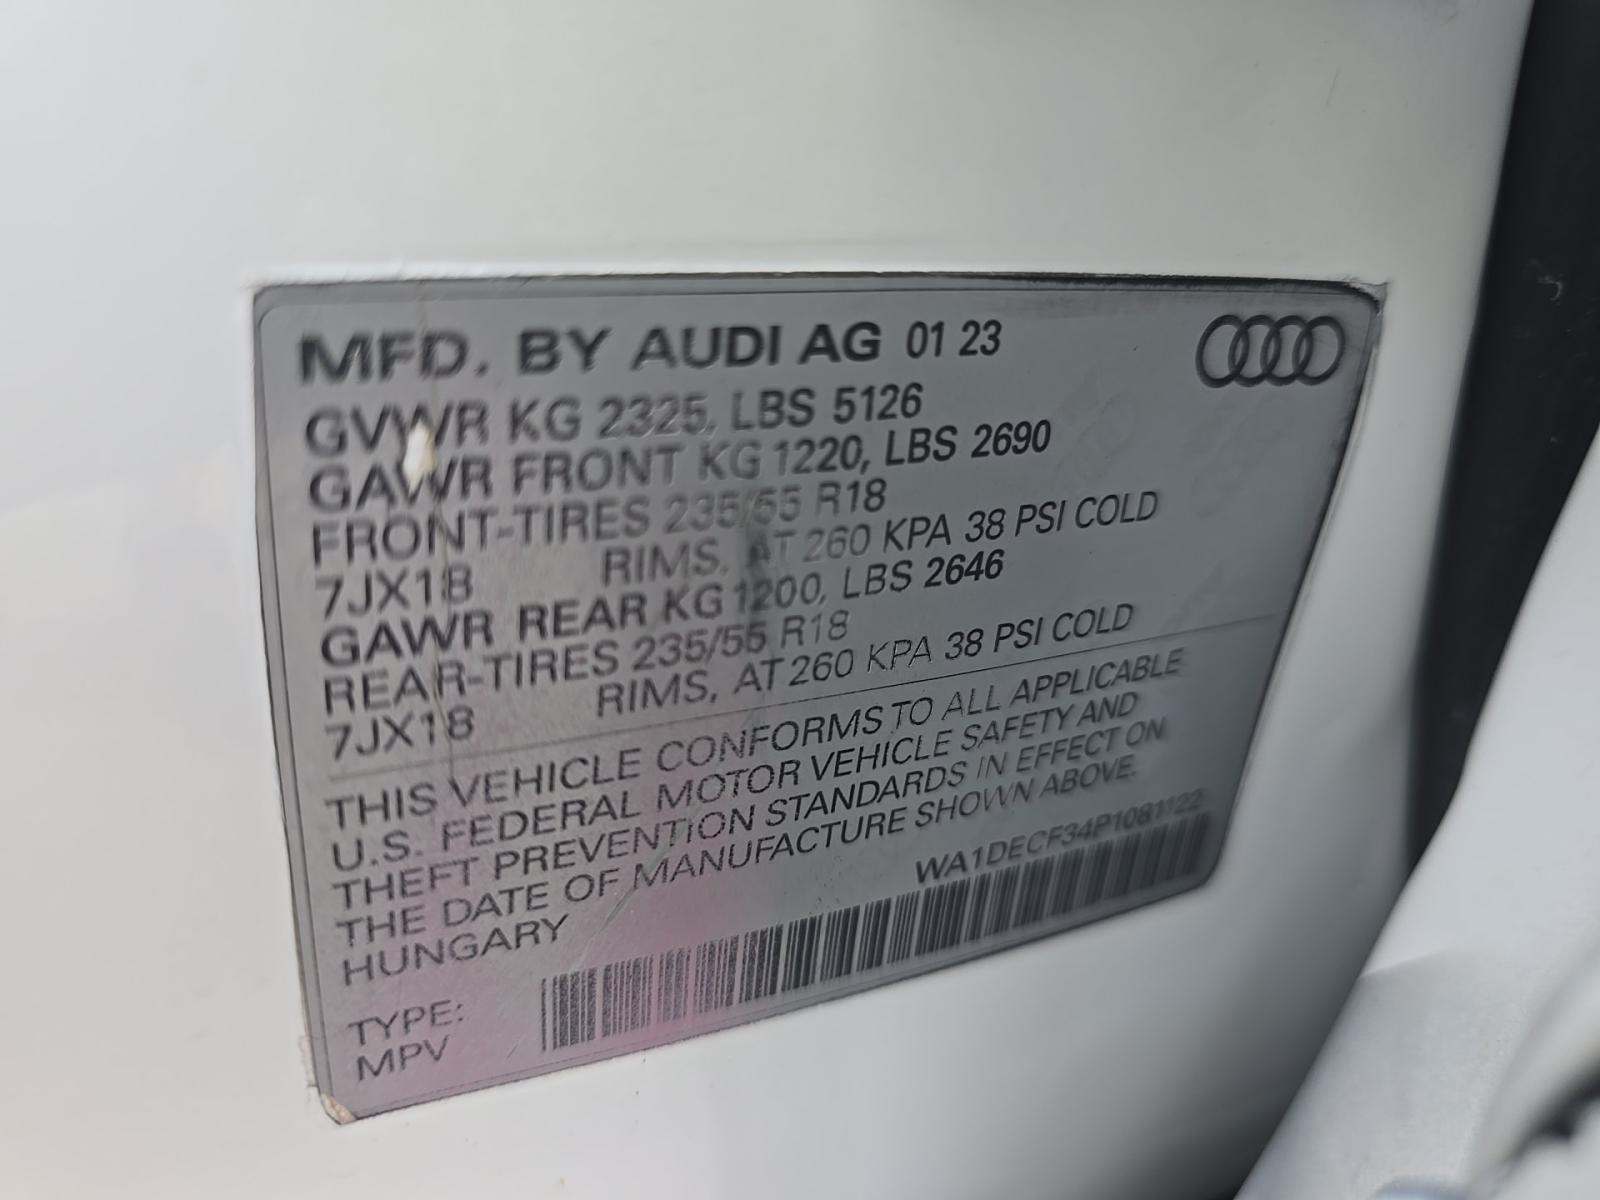 MFD. BY AUDI AG 01 23
GVWR KG 2325, LBS 5126
GAWR FRONT KG 1220, LBS 2690
FRONT-TIRES 235/55 R18
7JX18 RIMS, AT 260 KPA 38 PSI COLD
GAWR REAR KG 1200, LBS 2646
REAR-TIRES 235/55 R18
7JX18 RIMS, AT 260 KPA 38 PSI COLD
THIS VEHICLE CONFORMS TO ALL APPLICABLE
U.S. FEDERAL MOTOR VEHICLE SAFETY AND
THEFT PREVENTION STANDARDS IN EFFECT ON
THE DATE OF MANUFACTURE SHOWN ABOVE.
HUNGARY
WA1DECF34P1081122
TYPE:
MPV